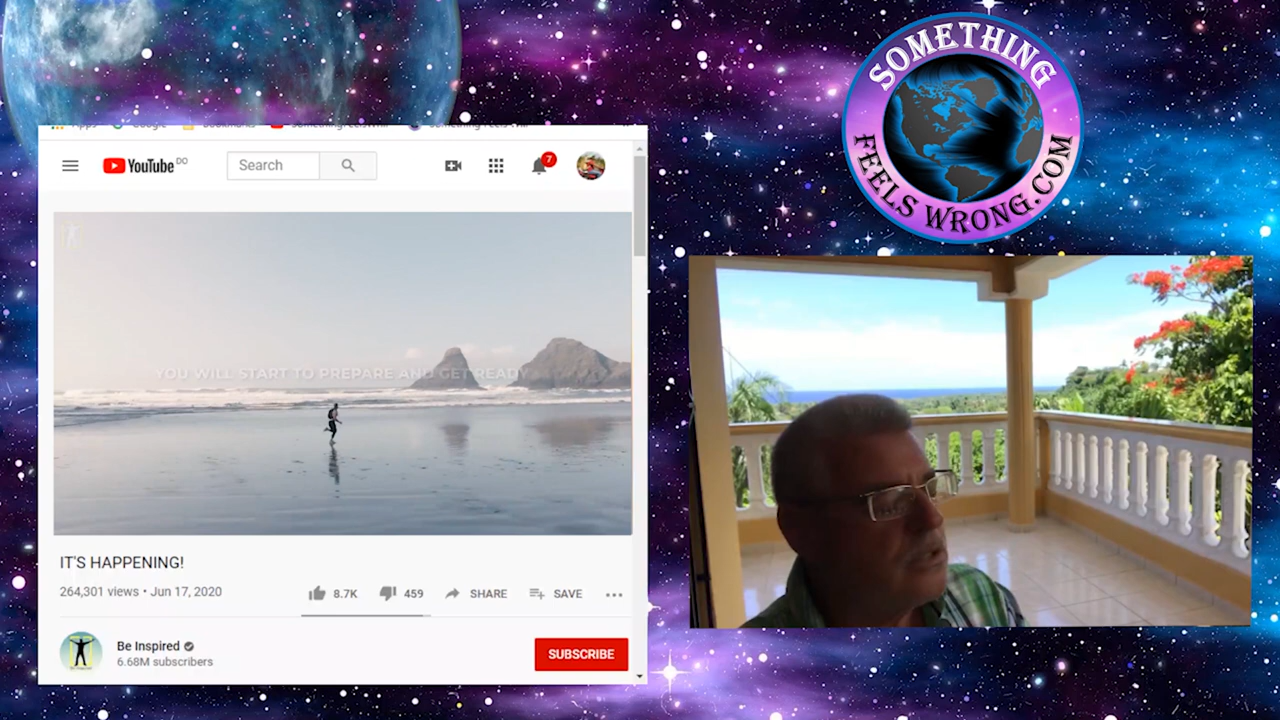 SOMETHING
FEELS WRONG.COM
YouTube DO
Search
7
YOU WILL START TO PREPARE AND GET READY
IT'S HAPPENING!
264,301 views • Jun 17, 2020
8.7K
459
SHARE
SAVE
Be Inspired
6.68M subscribers
SUBSCRIBE